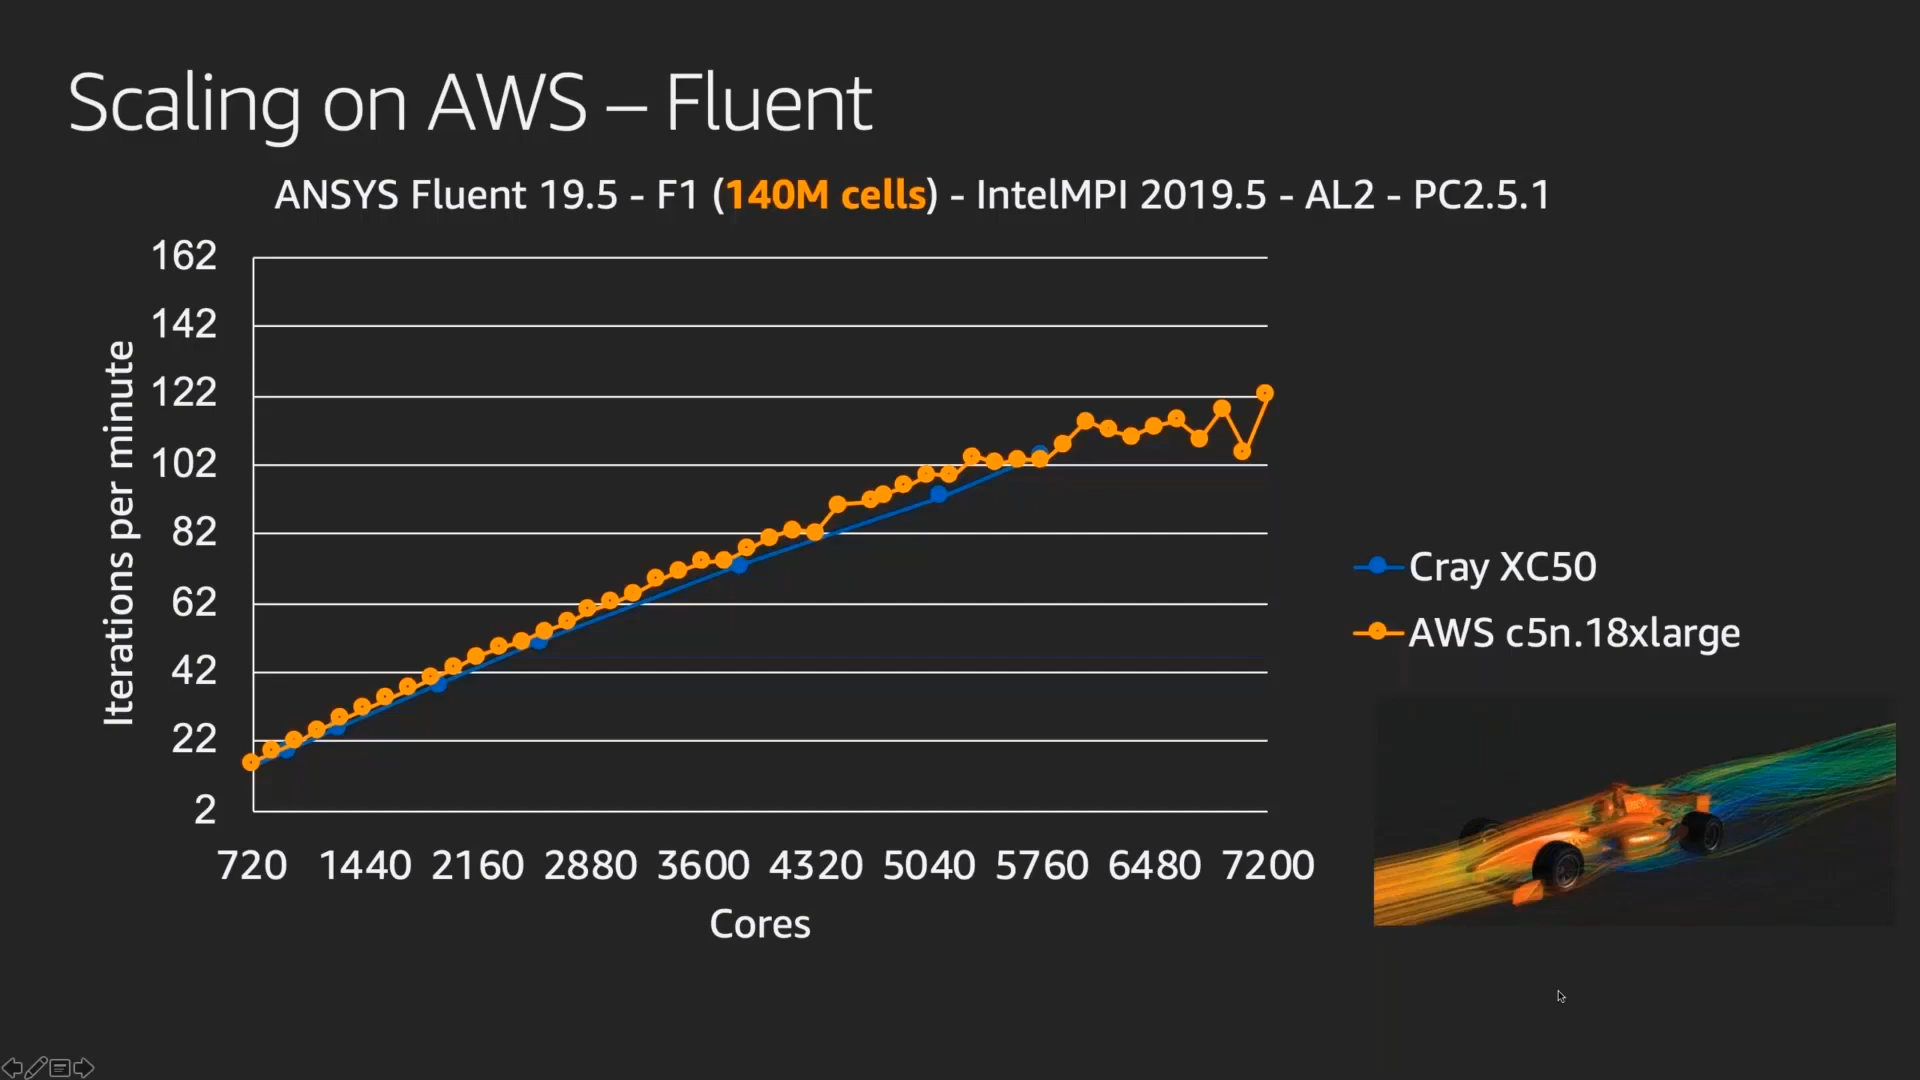 Scaling on AWS – Fluent
ANSYS Fluent 19.5 - F1 (140M cells) - IntelMPI 2019.5 - AL2 - PC2.5.1
162
142
122
102
82
62
42
22
2
Iterations per minute
720 1440 2160 2880 3600 4320 5040 5760 6480 7200
Cores
Cray XC50
AWS c5n.18xlarge